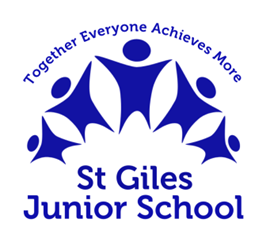 Together Everyone Achieves More
St Giles
Junior School